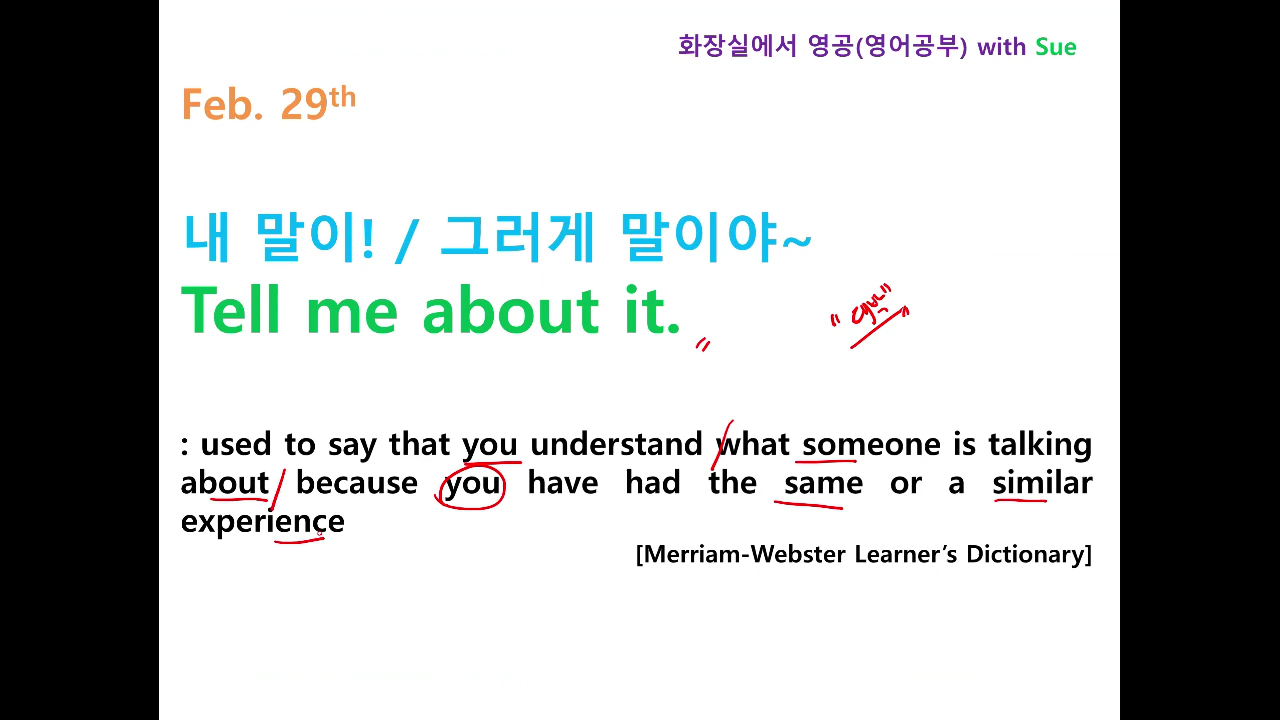 화장실에서 영공(영어공부) with Sue
Feb. 29th
내 말이! / 그러게 말이야~
Tell me about it.
: used to say that you understand what someone is talking
about because you have had the same or a similar
experience
[Merriam-Webster Learner’s Dictionary]